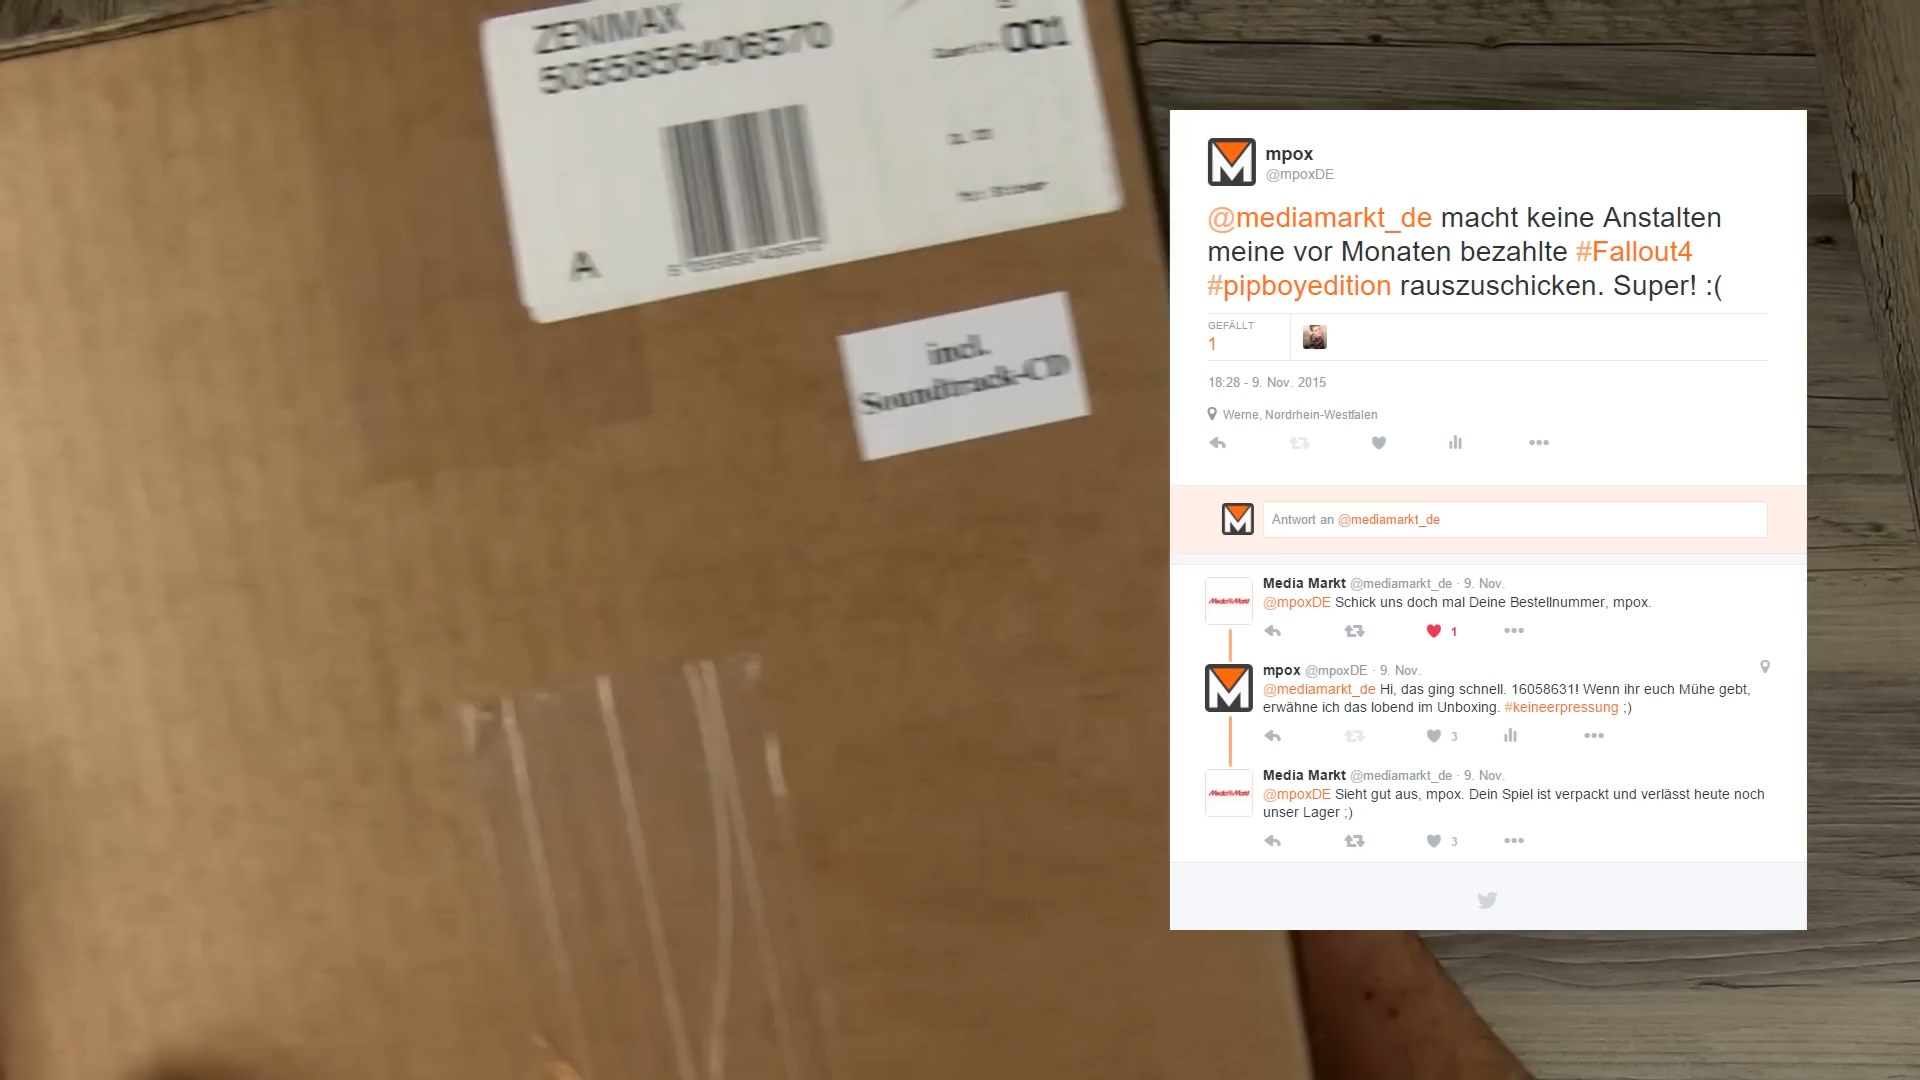 ZENIMAX
5055856406570
001
A
incl.
Soundtrack-CD
mpox
@mpoxDE
@mediamarkt_de macht keine Anstalten
meine vor Monaten bezahlte #Fallout4
#pipboyedition rauszuschicken. Super! :(
GEFÄLLT
1
18:28 - 9. Nov. 2015
Werne, Nordrhein-Westfalen
Antwort an @mediamarkt_de
Media Markt @mediamarkt_de · 9. Nov.
@mpoxDE Schick uns doch mal Deine Bestellnummer, mpox.
1
mpox @mpoxDE · 9. Nov.
@mediamarkt_de Hi, das ging schnell. 16058631! Wenn ihr euch Mühe gebt,
erwähne ich das lobend im Unboxing. #keineerpressung ;)
3
Media Markt @mediamarkt_de · 9. Nov.
@mpoxDE Sieht gut aus, mpox. Dein Spiel ist verpackt und verlässt heute noch
unser Lager ;)
3